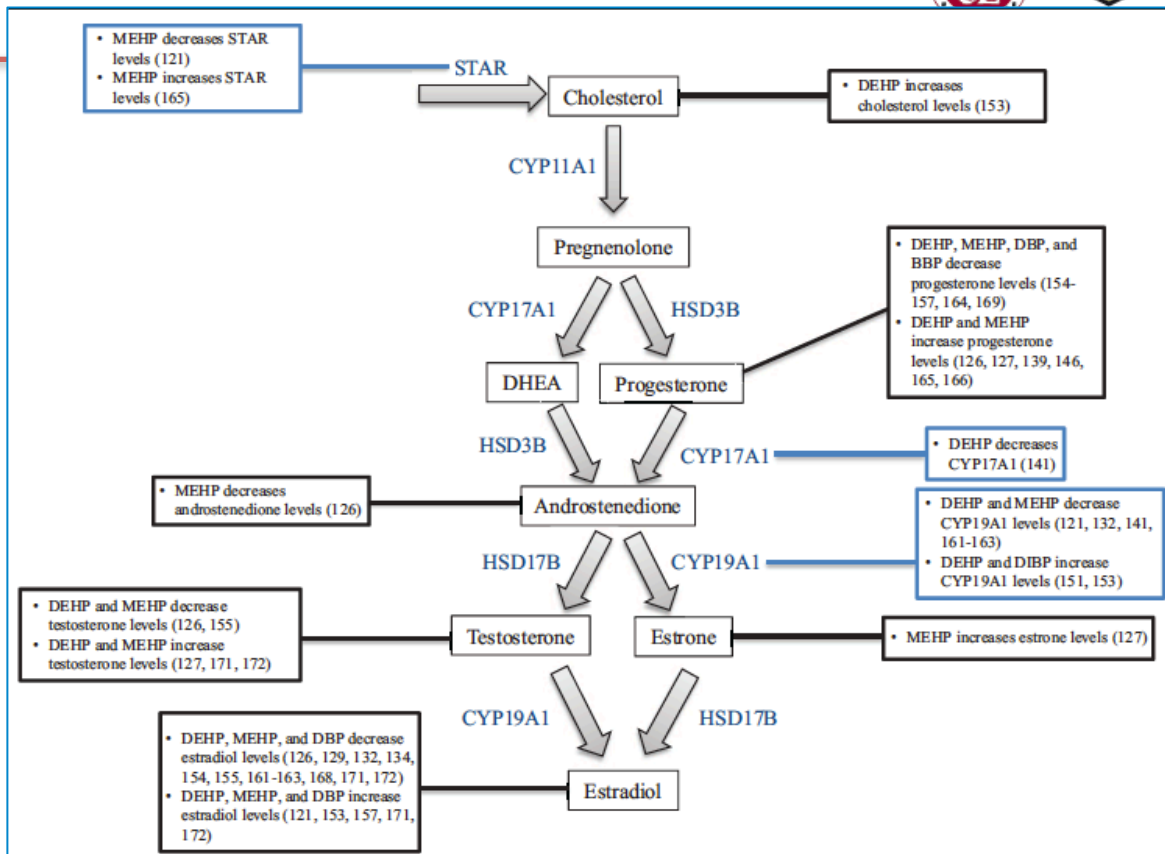 • MEHP decreases STAR
levels (121)
• MEHP increases STAR
levels (165)
STAR
Cholesterol
• DEHP increases
cholesterol levels (153)
CYP11A1
Pregnenolone
• DEHP, MEHP, DBP, and
BBP decrease
progesterone levels (154-
157, 164, 169)
• DEHP and MEHP
increase progesterone
levels (126, 127, 139, 146,
165, 166)
CYP17A1
HSD3B
DHEA
Progesterone
HSD3B
CYP17A1
• DEHP decreases
CYP17A1 (141)
• MEHP decreases
androstenedione levels (126)
Androstenedione
• DEHP and MEHP decrease
CYP19A1 levels (121, 132, 141,
161-163)
• DEHP and DIBP increase
CYP19A1 levels (151, 153)
HSD17B
CYP19A1
• DEHP and MEHP decrease
testosterone levels (126, 155)
• DEHP and MEHP increase
testosterone levels (127, 171, 172)
Testosterone
Estrone
• MEHP increases estrone levels (127)
CYP19A1
HSD17B
• DEHP, MEHP, and DBP decrease
estradiol levels (126, 129, 132, 134,
154, 155, 161-163, 168, 171, 172)
• DEHP, MEHP, and DBP increase
estradiol levels (121, 153, 157, 171,
172)
Estradiol